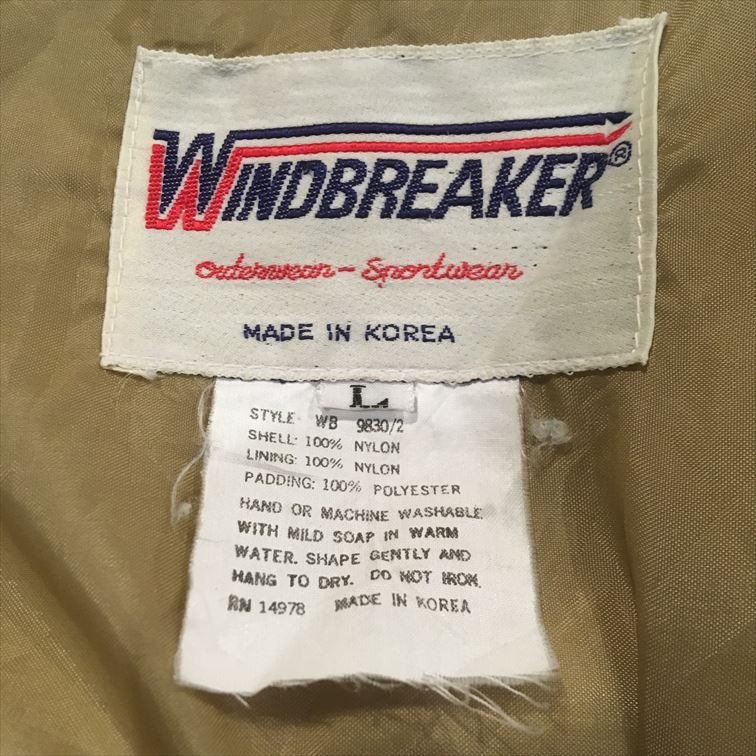 WINDBREAKER®
Outerwear - Sportswear
MADE IN KOREA
L
STYLE WB 9830/2
SHELL: 100% NYLON
LINING: 100% NYLON
PADDING: 100% POLYESTER
HAND OR MACHINE WASHABLE
WITH MILD SOAP IN WARM
WATER. SHAPE GENTLY AND
HANG TO DRY. DO NOT IRON.
RN 14978 MADE IN KOREA